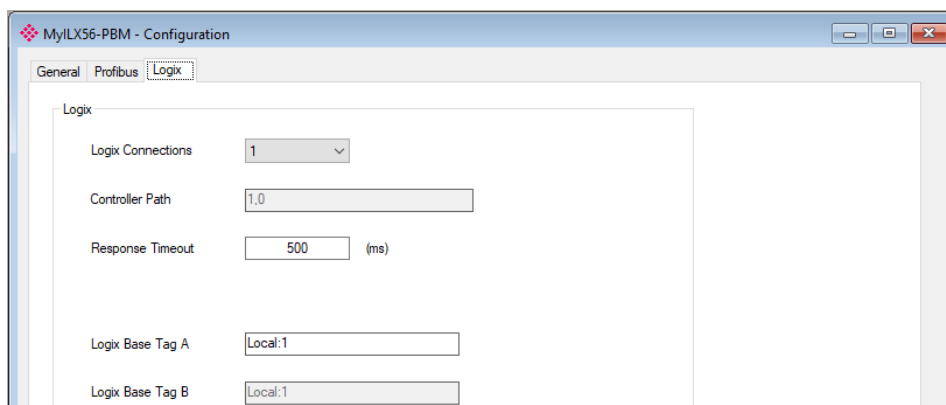 MyILX56-PBM - Configuration
General Profibus Logix
Logix
Logix Connections 1
Controller Path 1,0
Response Timeout 500 (ms)
Logix Base Tag A Local:1
Logix Base Tag B Local:1